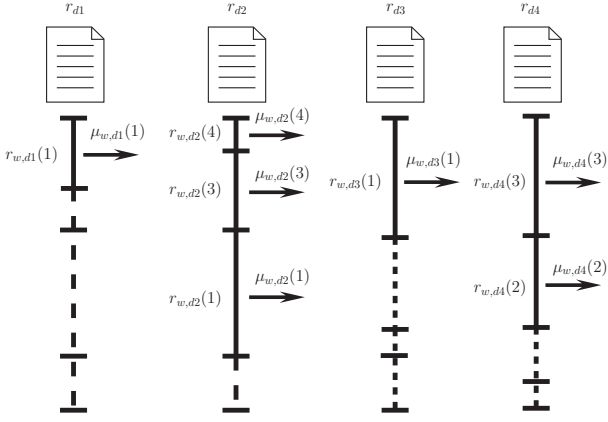 r_{d1} r_{d2} r_{d3} r_{d4}
μ_{w,d2}(4)
r_{w,d2}(4)
μ_{w,d1}(1)
r_{w,d1}(1)
μ_{w,d2}(3)
r_{w,d2}(3)
μ_{w,d3}(1)
r_{w,d3}(1)
μ_{w,d4}(3)
r_{w,d4}(3)
μ_{w,d2}(1)
r_{w,d2}(1)
μ_{w,d4}(2)
r_{w,d4}(2)